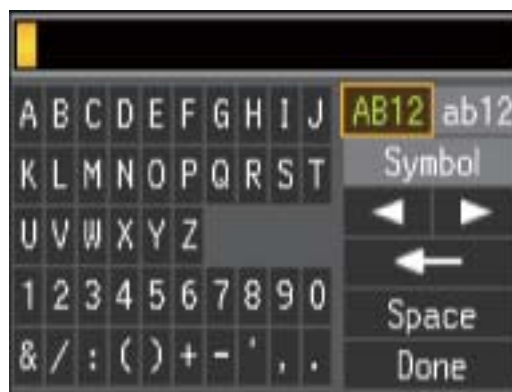 A B C D E F G H I J AB12 ab12
K L M N O P Q R S T Symbol
U V W X Y Z
1 2 3 4 5 6 7 8 9 0 Space
& / : ( ) + - ' , . Done